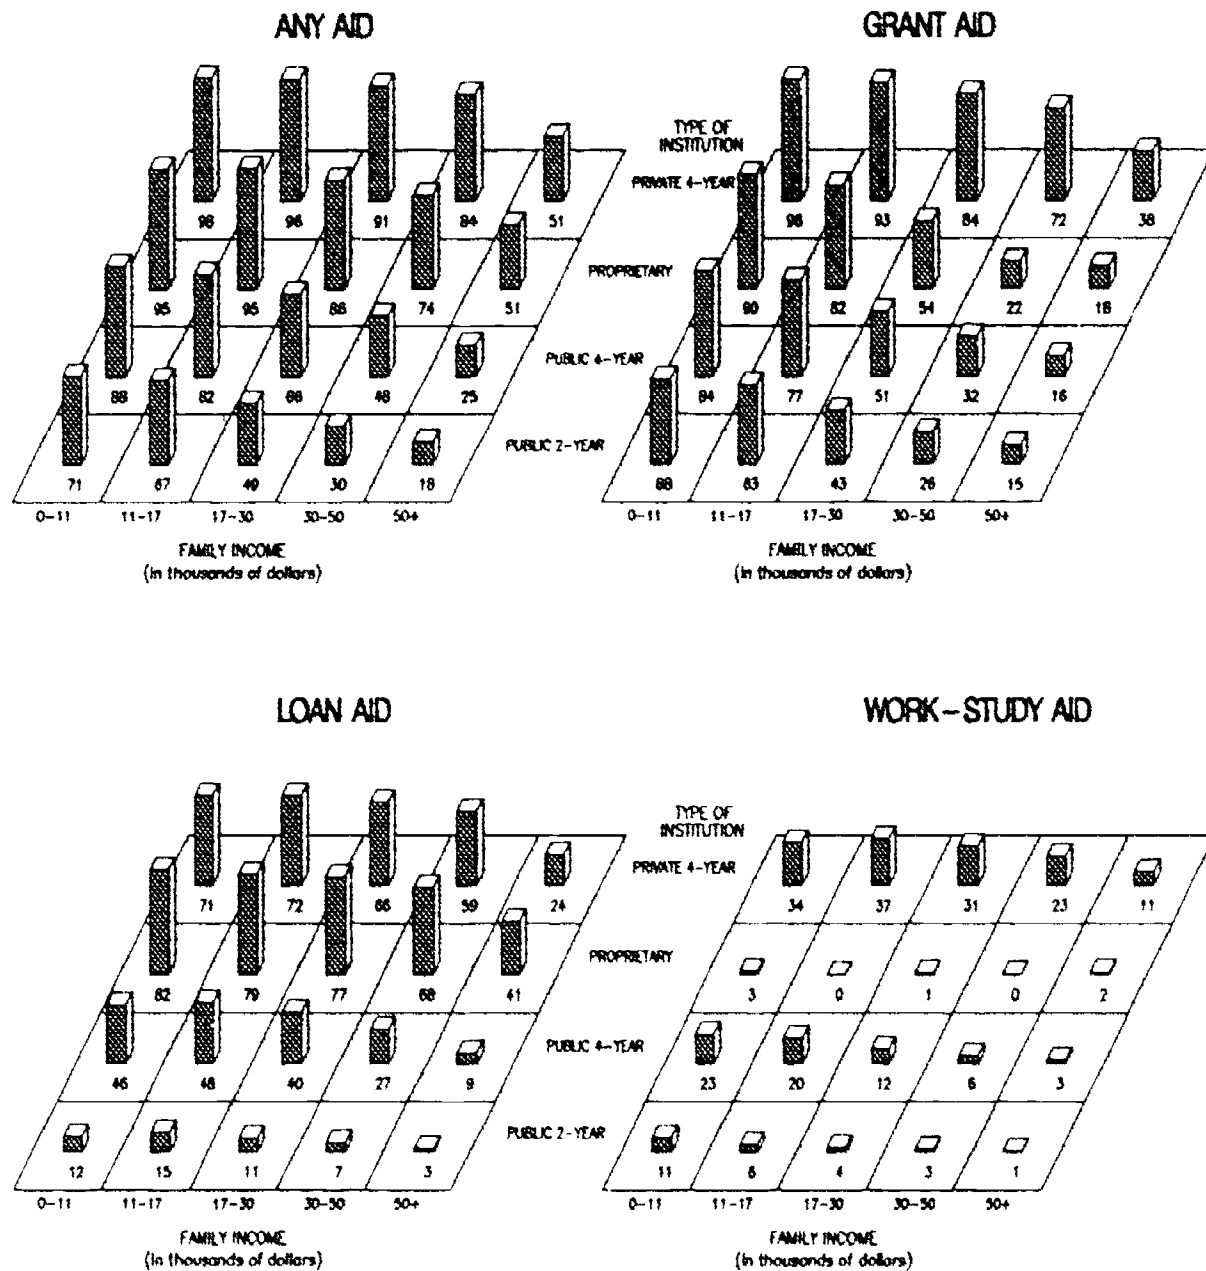 ANY AID
GRANT AID
TYPE OF
INSTITUTION
PRIVATE 4-YEAR
98 96 91 84 51
96 93 84 72 38
PROPRIETARY
95 95 86 74 51
90 82 54 22 18
PUBLIC 4-YEAR
88 82 66 48 25
84 77 51 32 16
PUBLIC 2-YEAR
71 67 49 30 18
68 63 43 26 15
0-11 11-17 17-30 30-50 50+
0-11 11-17 17-30 30-50 50+
FAMILY INCOME
(in thousands of dollars)
FAMILY INCOME
(in thousands of dollars)
LOAN AID
WORK-STUDY AID
TYPE OF
INSTITUTION
PRIVATE 4-YEAR
71 72 66 59 24
34 37 31 23 11
PROPRIETARY
82 79 77 68 41
3 0 1 0 2
PUBLIC 4-YEAR
46 48 40 27 9
23 20 12 6 3
PUBLIC 2-YEAR
12 15 11 7 3
11 6 4 3 1
0-11 11-17 17-30 30-50 50+
0-11 11-17 17-30 30-50 50+
FAMILY INCOME
(in thousands of dollars)
FAMILY INCOME
(in thousands of dollars)